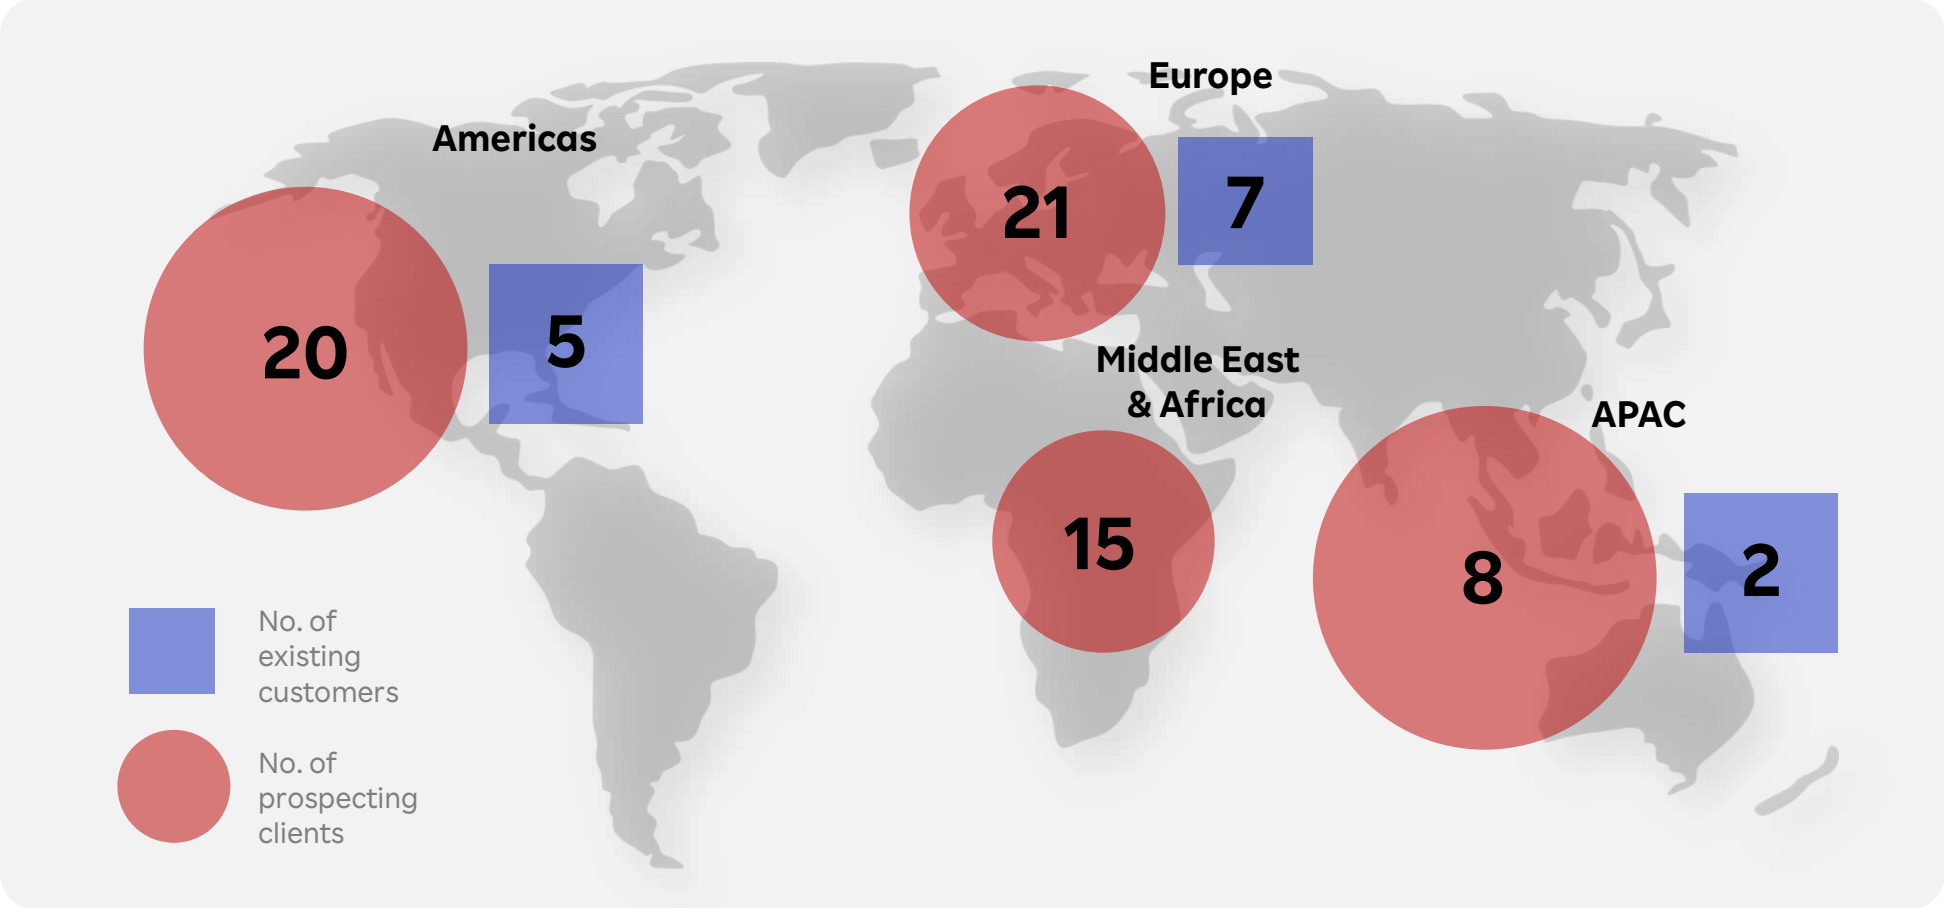 Europe
Americas
21
7
20
5
Middle East
& Africa
APAC
15
8
2
No. of
existing
customers
No. of
prospecting
clients